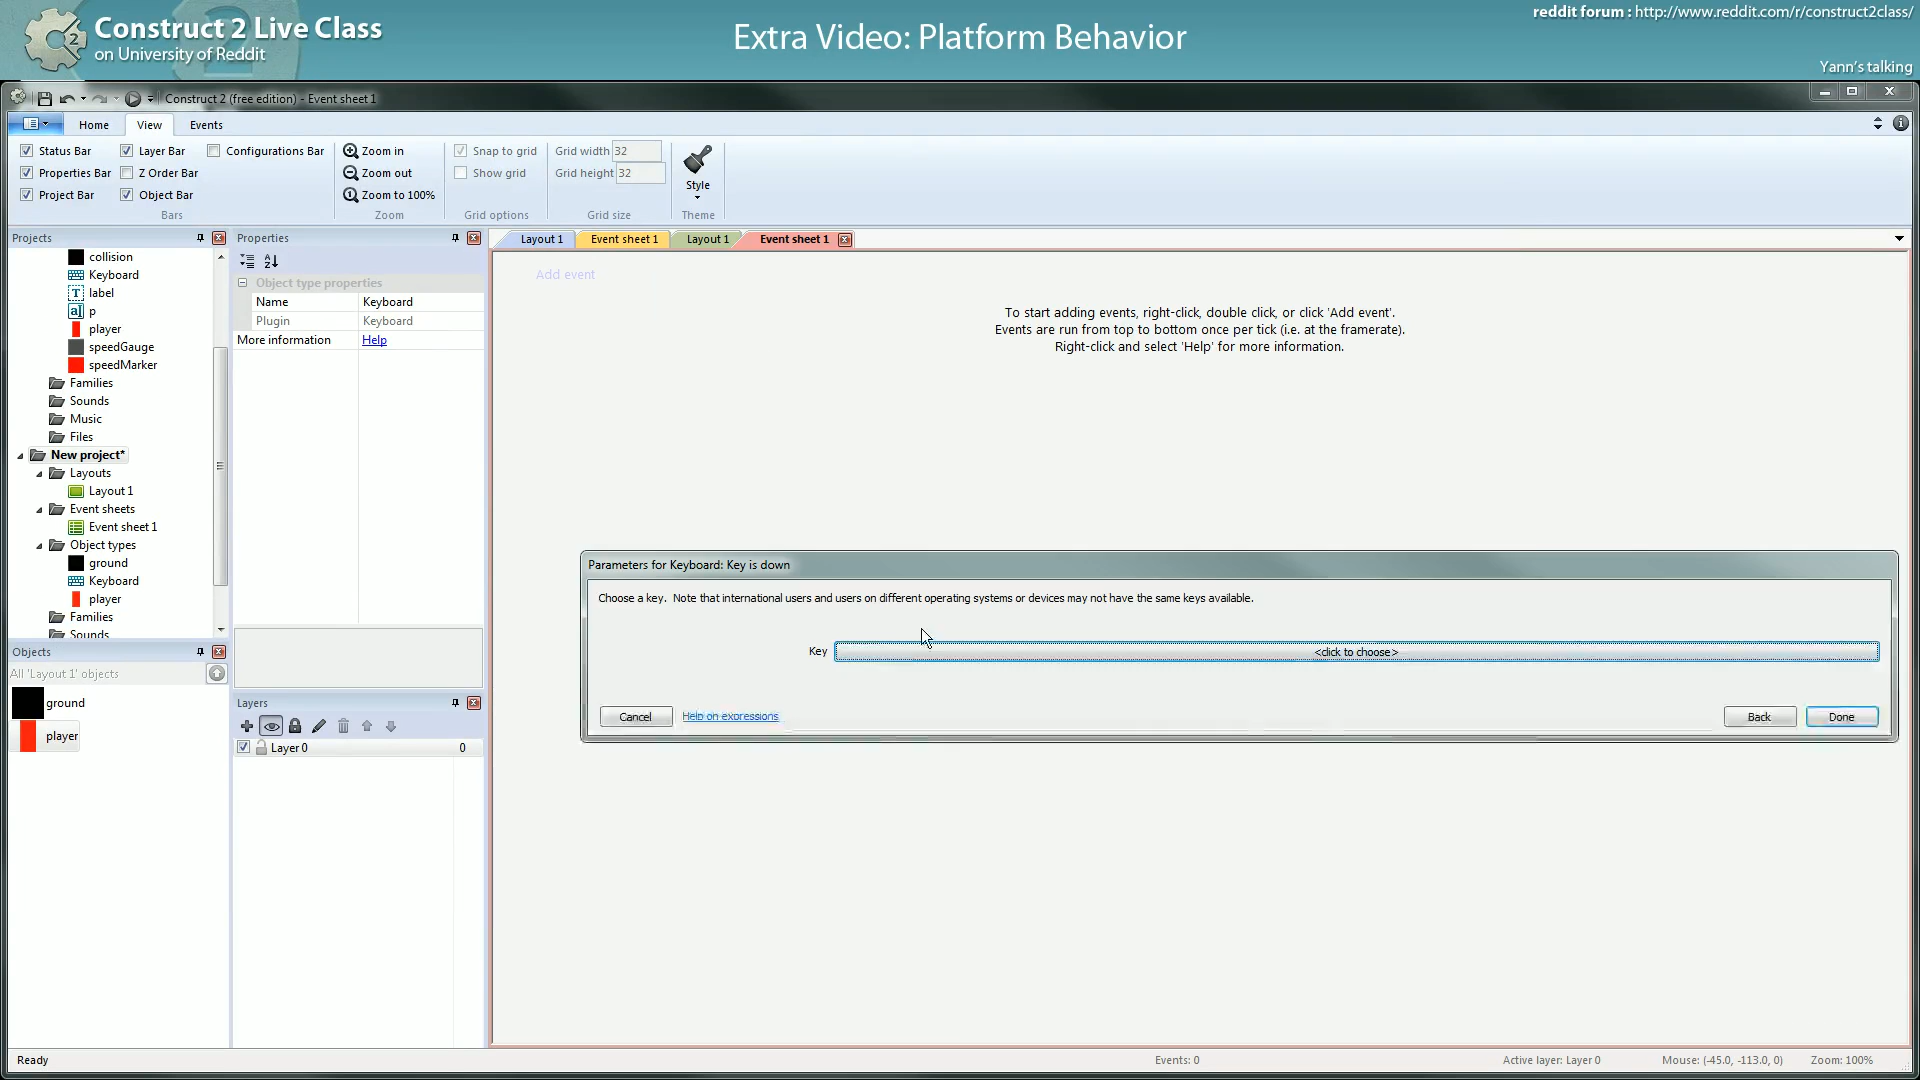 Construct 2 Live Class
on University of Reddit
2
Extra Video: Platform Behavior
reddit forum : http://www.reddit.com/r/construct2class/
Yann's talking
Construct 2 (free edition) - Event sheet 1
Home
View
Events
Status Bar
Layer Bar
Configurations Bar
Properties Bar
Z Order Bar
Project Bar
Object Bar
Bars
Zoom in
Zoom out
Zoom to 100%
Zoom
Snap to grid
Show grid
Grid options
Grid width 32
Grid height 32
Grid size
Style
Theme
Projects
collision
Keyboard
label
p
player
speedGauge
speedMarker
Families
Sounds
Music
Files
New project*
Layouts
Layout 1
Event sheets
Event sheet 1
Object types
ground
Keyboard
player
Families
Sounds
Objects
All 'Layout 1' objects
ground
player
Properties
Object type properties
Name Keyboard
Plugin Keyboard
More information Help
Layers
Layer 0 0
Layout 1
Event sheet 1
Layout 1
Event sheet 1
Add event
To start adding events, right-click, double click, or click 'Add event'.
Events are run from top to bottom once per tick (i.e. at the framerate).
Right-click and select 'Help' for more information.
Parameters for Keyboard: Key is down
Choose a key. Note that international users and users on different operating systems or devices may not have the same keys available.
Key <click to choose>
Cancel
Help on expressions
Back
Done
Ready
Events: 0
Active layer: Layer 0
Mouse: (-45.0, -113.0, 0)
Zoom: 100%